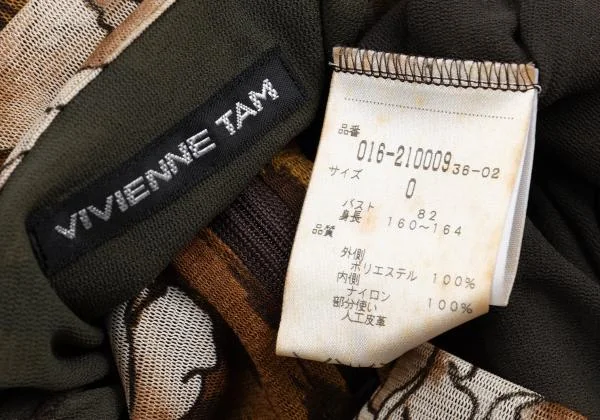 VIVIENNE TAM
品番
016-210009 36-02
サイズ
0
バスト 82
身長 160~164
品質
外側
ポリエステル 100%
内側
ナイロン 100%
部分使い
人工皮革